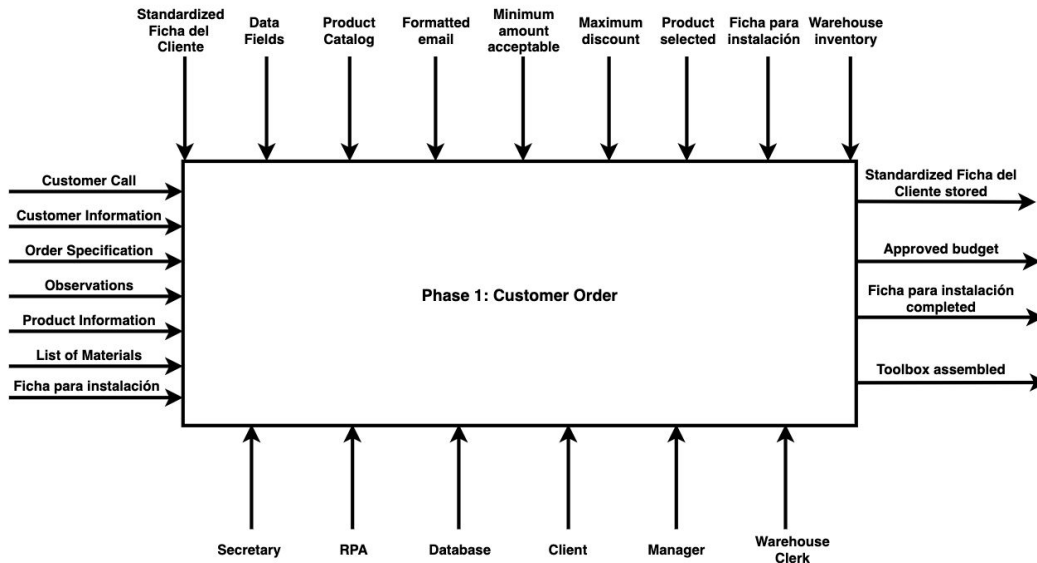 Standardized
Ficha del
Cliente
Data
Fields
Product
Catalog
Formatted
email
Minimum
amount
acceptable
Maximum
discount
Product
selected
Ficha para
instalación
Warehouse
inventory
Customer Call
Customer Information
Order Specification
Observations
Product Information
List of Materials
Ficha para instalación
Phase 1: Customer Order
Standardized Ficha del
Cliente stored
Approved budget
Ficha para instalación
completed
Toolbox assembled
Secretary
RPA
Database
Client
Manager
Warehouse
Clerk